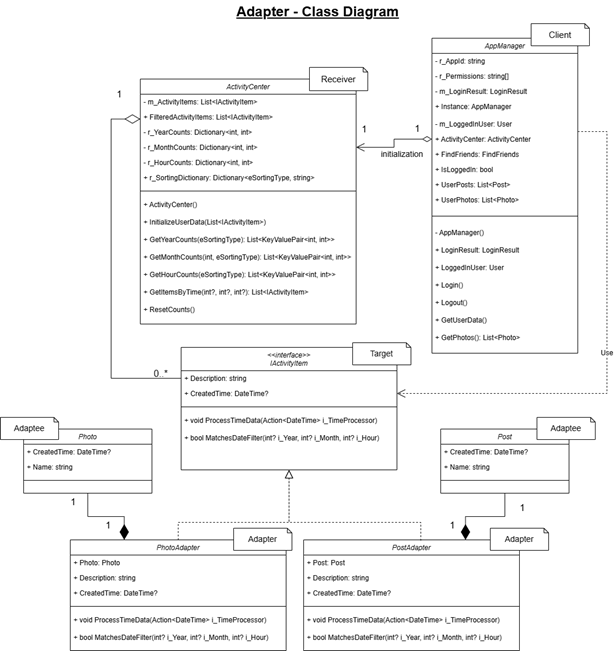 Adapter - Class Diagram
Client
AppManager
- r_AppId: string
- r_Permissions: string[]
- m_LoginResult: LoginResult
+ Instance: AppManager
- m_LoggedInUser: User
+ ActivityCenter: ActivityCenter
+ FindFriends: FindFriends
+ IsLoggedIn: bool
+ UserPosts: List<Post>
+ UserPhotos: List<Photo>
- AppManager()
+ LoginResult: LoginResult
+ LoggedInUser: User
+ Login()
+ Logout()
+ GetUserData()
+ GetPhotos(): List<Photo>
Receiver
ActivityCenter
- m_ActivityItems: List<IActivityItem>
+ FilteredActivityItems: List<IActivityItem>
- r_YearCounts: Dictionary<int, int>
- r_MonthCounts: Dictionary<int, int>
- r_HourCounts: Dictionary<int, int>
+ r_SortingDictionary: Dictionary<eSortingType, string>
+ ActivityCenter()
+ InitializeUserData(List<IActivityItem>)
+ GetYearCounts(eSortingType): List<KeyValuePair<int, int>>
+ GetMonthCounts(int, eSortingType): List<KeyValuePair<int, int>>
+ GetHourCounts(eSortingType): List<KeyValuePair<int, int>>
+ GetItemsByTime(int?, int?, int?): List<IActivityItem>
+ ResetCounts()
1
1
1
initialization
Use
0..*
Target
<<interface>>
IActivityItem
+ Description: string
+ CreatedTime: DateTime?
+ void ProcessTimeData(Action<DateTime> i_TimeProcessor)
+ bool MatchesDateFilter(int? i_Year, int? i_Month, int? i_Hour)
Adaptee
Photo
+ CreatedTime: DateTime?
+ Name: string
Adaptee
Post
+ CreatedTime: DateTime?
+ Name: string
1
1
1
1
Adapter
PhotoAdapter
+ Photo: Photo
+ Description: string
+ CreatedTime: DateTime?
+ void ProcessTimeData(Action<DateTime> i_TimeProcessor)
+ bool MatchesDateFilter(int? i_Year, int? i_Month, int? i_Hour)
Adapter
PostAdapter
+ Post: Post
+ Description: string
+ CreatedTime: DateTime?
+ void ProcessTimeData(Action<DateTime> i_TimeProcessor)
+ bool MatchesDateFilter(int? i_Year, int? i_Month, int? i_Hour)